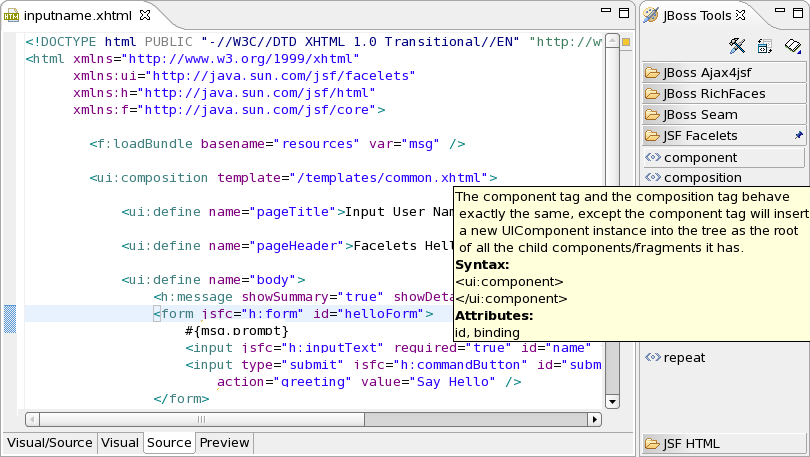 inputname.xhtml
<!DOCTYPE html PUBLIC "-//W3C//DTD XHTML 1.0 Transitional//EN" "http://w
<html xmlns="http://www.w3.org/1999/xhtml"
xmlns:ui="http://java.sun.com/jsf/facelets"
xmlns:h="http://java.sun.com/jsf/html"
xmlns:f="http://java.sun.com/jsf/core">
<f:loadBundle basename="resources" var="msg" />
<ui:composition template="/templates/common.xhtml">
<ui:define name="pageTitle">Input User Nam
<ui:define name="pageHeader">Facelets Hell
<ui:define name="body">
<h:message showSummary="true" showDeta
<form jsfc="h:form" id="helloForm">
#{msg.prompt}
<input jsfc="h:inputText" required="true" id="name"
<input type="submit" jsfc="h:commandButton" id="subm
action="greeting" value="Say Hello" />
</form>
Visual/Source Visual Source Preview
JBoss Tools
JBoss Ajax4jsf
JBoss RichFaces
JBoss Seam
JSF Facelets
component
composition
The component tag and the composition tag behave
exactly the same, except the component tag will insert
a new UIComponent instance into the tree as the root
of all the child components/fragments it has.
Syntax:
<ui:component>
</ui:component>
Attributes:
id, binding
repeat
JSF HTML